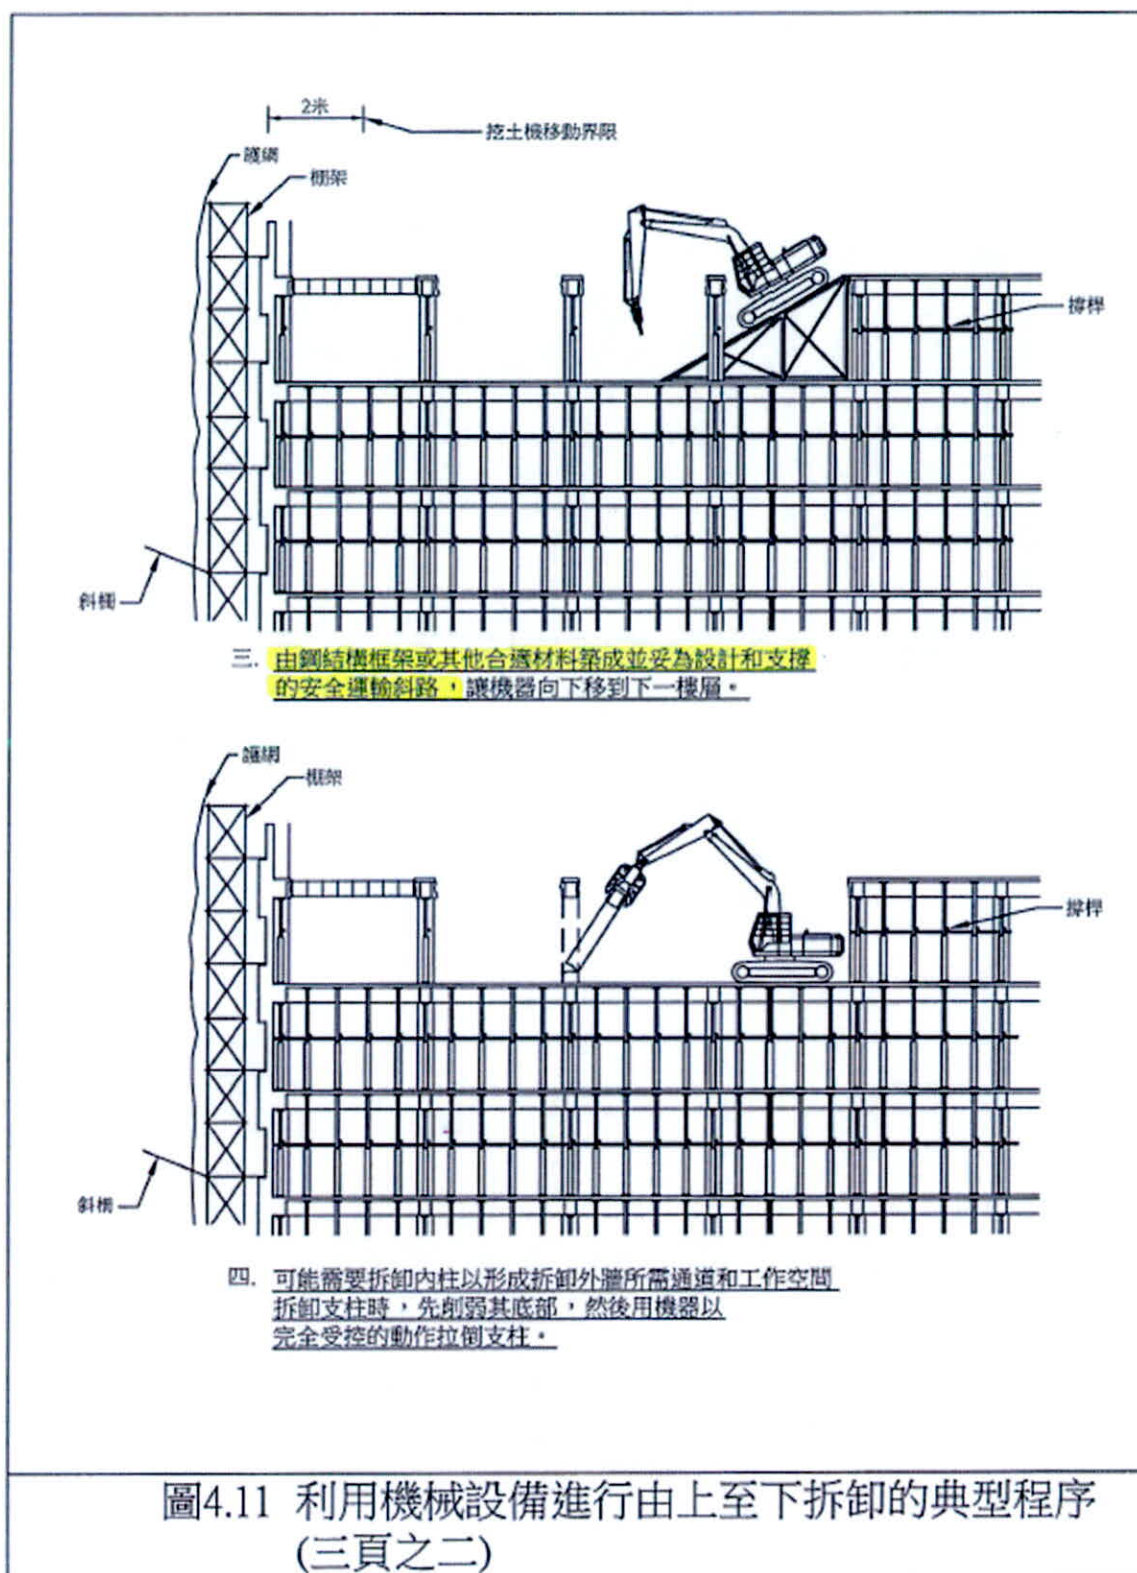 2米
挖土機移動界限
護網
棚架
撐桿
斜棚
三. 由鋼結構框架或其他合適材料築成並妥為設計和支撐
的安全運輸斜路,讓機器向下移到下一樓層。
護網
棚架
撐桿
斜棚
四. 可能需要拆卸內柱以形成拆卸外牆所需通道和工作空間
拆卸支柱時,先削弱其底部,然後用機器以
完全受控的動作拉倒支柱。
圖4.11 利用機械設備進行由上至下拆卸的典型程序
(三頁之二)